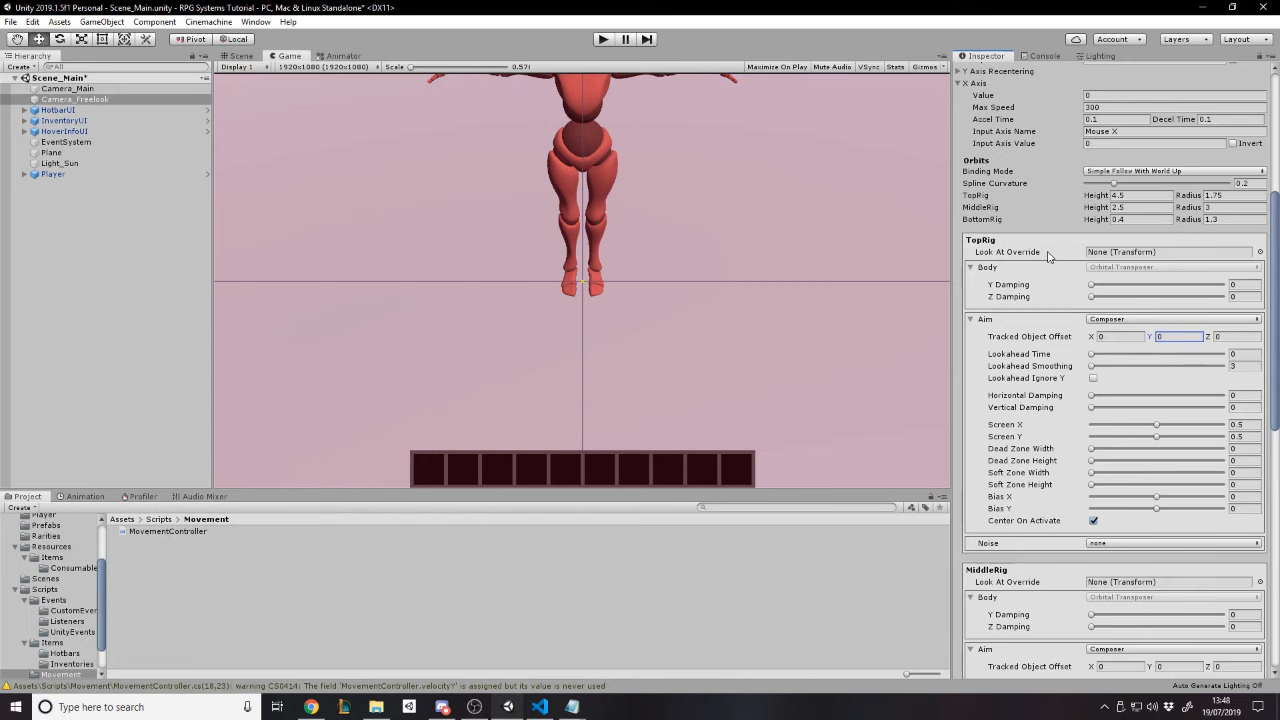 Unity 2019.1.5f1 Personal - Scene_Main.unity - RPG Systems Tutorial - PC, Mac & Linux Standalone* <DX11>
File Edit Assets GameObject Component Cinemachine Window Help
Pivot Local Account Layers Layout
Hierarchy Scene Game Animator Inspector Console Lighting
Create All Display 1 1920x1080 (1920x1080) Scale 0.57 Maximize On Play Mute Audio VSync Stats Gizmos
Scene_Main*
Camera_Main
Camera_Freelook
HotbarUI
InventoryUI
HoverInfoUI
EventSystem
Plane
Light_Sun
Player
Y Axis Recentering
X Axis
Value 0
Max Speed 300
Accel Time 0.1 Decel Time 0.1
Input Axis Name Mouse X
Input Axis Value 0 Invert
Orbits
Binding Mode Simple Follow With World Up
Spline Curvature 0.2
TopRig Height 4.5 Radius 1.75
MiddleRig Height 2.5 Radius 3
BottomRig Height 0.4 Radius 1.3
TopRig
Look At Override None (Transform)
Body Orbital Transposer
Y Damping 0
Z Damping 0
Aim Composer
Tracked Object Offset X 0 Y 0 Z 0
Lookahead Time 0
Lookahead Smoothing 3
Lookahead Ignore Y
Horizontal Damping 0
Vertical Damping 0
Screen X 0.5
Screen Y 0.5
Dead Zone Width 0
Dead Zone Height 0
Soft Zone Width 0
Soft Zone Height 0
Bias X 0
Bias Y 0
Center On Activate
Noise none
MiddleRig
Look At Override None (Transform)
Body Orbital Transposer
Y Damping 0
Z Damping 0
Aim Composer
Tracked Object Offset X 0 Y 0 Z 0
Project Animation Profiler Audio Mixer
Create
Player
Prefabs
Rarities
Resources
Items
Consumable
Scenes
Scripts
Events
CustomEver
Listeners
UnityEvents
Items
Hotbars
Inventories
Movement
Assets Scripts Movement
MovementController
Assets\Scripts\Movement\MovementController.cs(18,23): warning CS0414: The field 'MovementController.velocityY' is assigned but its value is never used
Auto Generate Lighting Off
Type here to search
13:48
19/07/2019